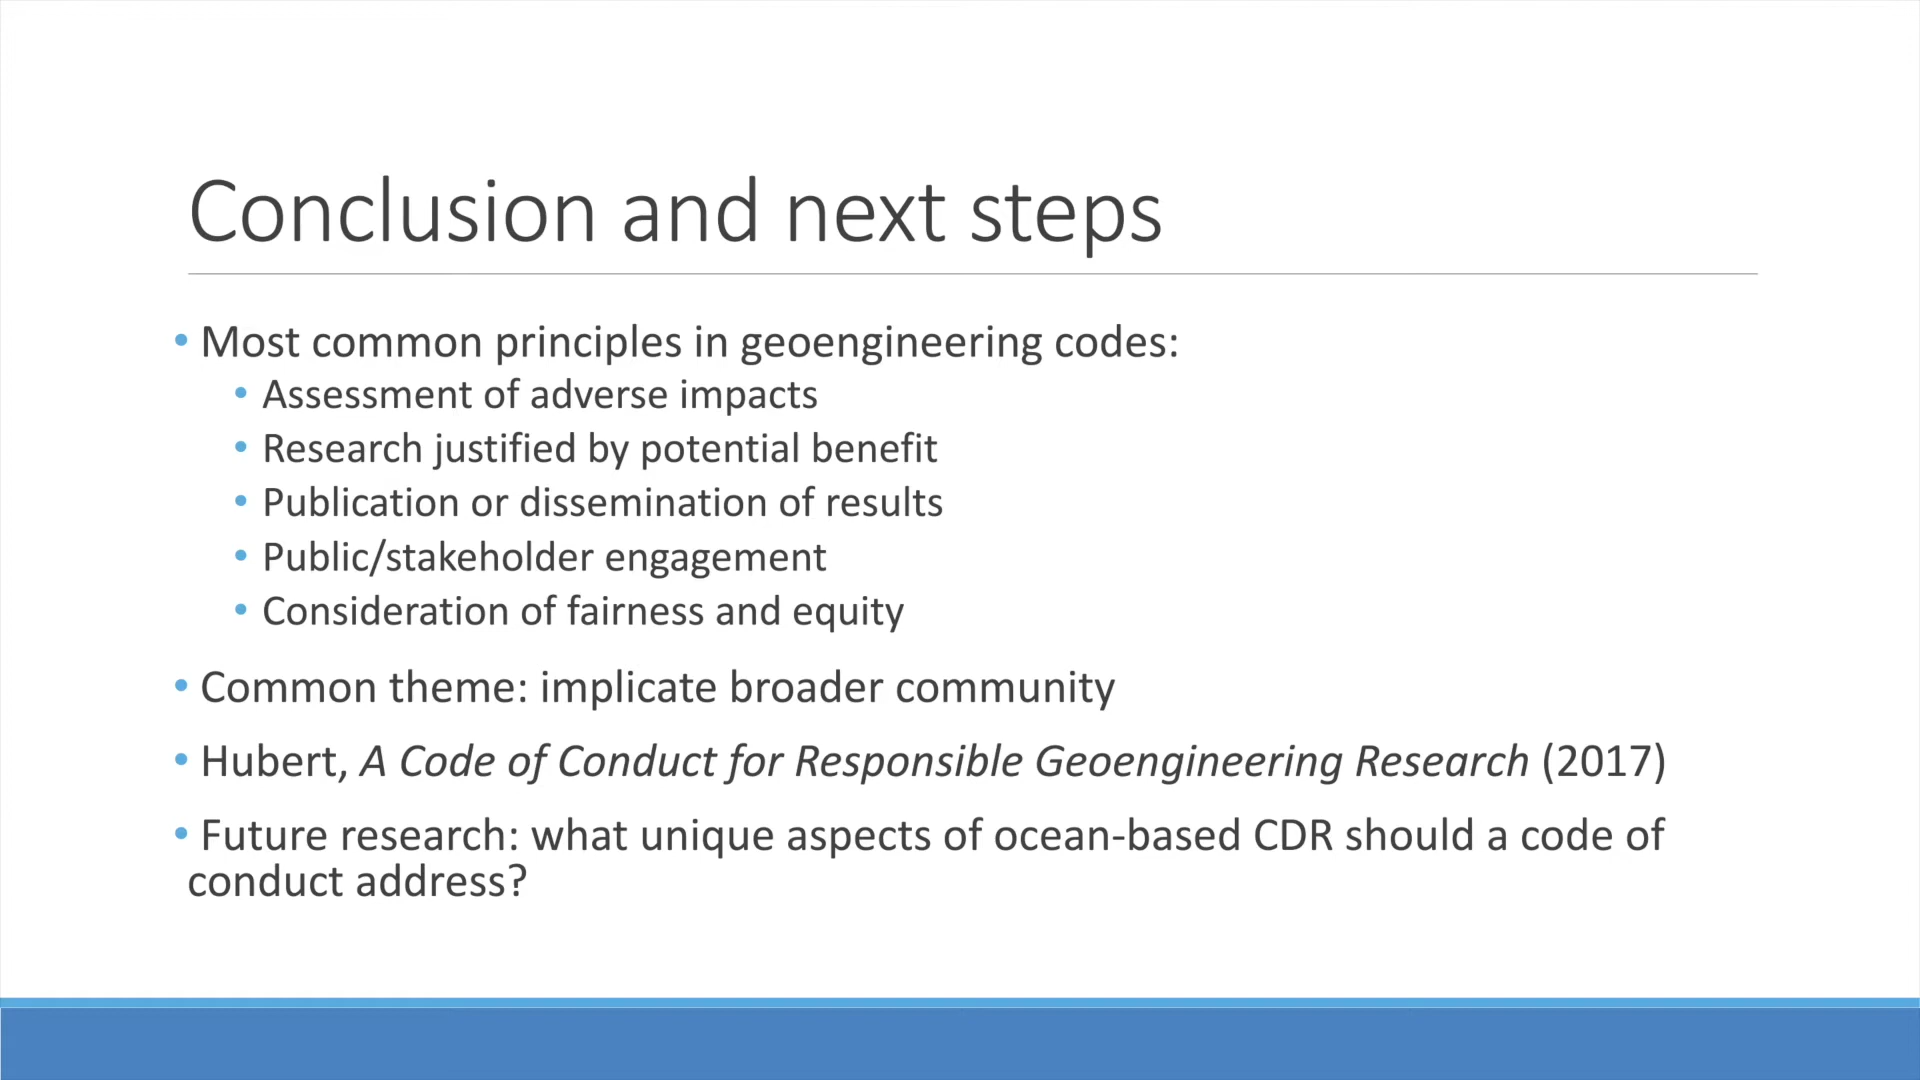 Conclusion and next steps
• Most common principles in geoengineering codes:
• Assessment of adverse impacts
• Research justified by potential benefit
• Publication or dissemination of results
• Public/stakeholder engagement
• Consideration of fairness and equity
• Common theme: implicate broader community
• Hubert, A Code of Conduct for Responsible Geoengineering Research (2017)
• Future research: what unique aspects of ocean-based CDR should a code of
conduct address?